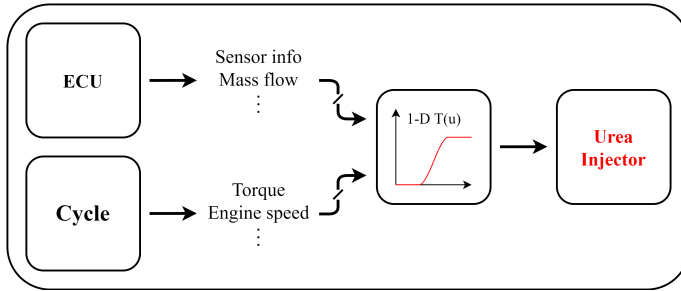 ECU
Sensor info
Mass flow
⋮
Cycle
Torque
Engine speed
⋮
1-D T(u)
Urea
Injector